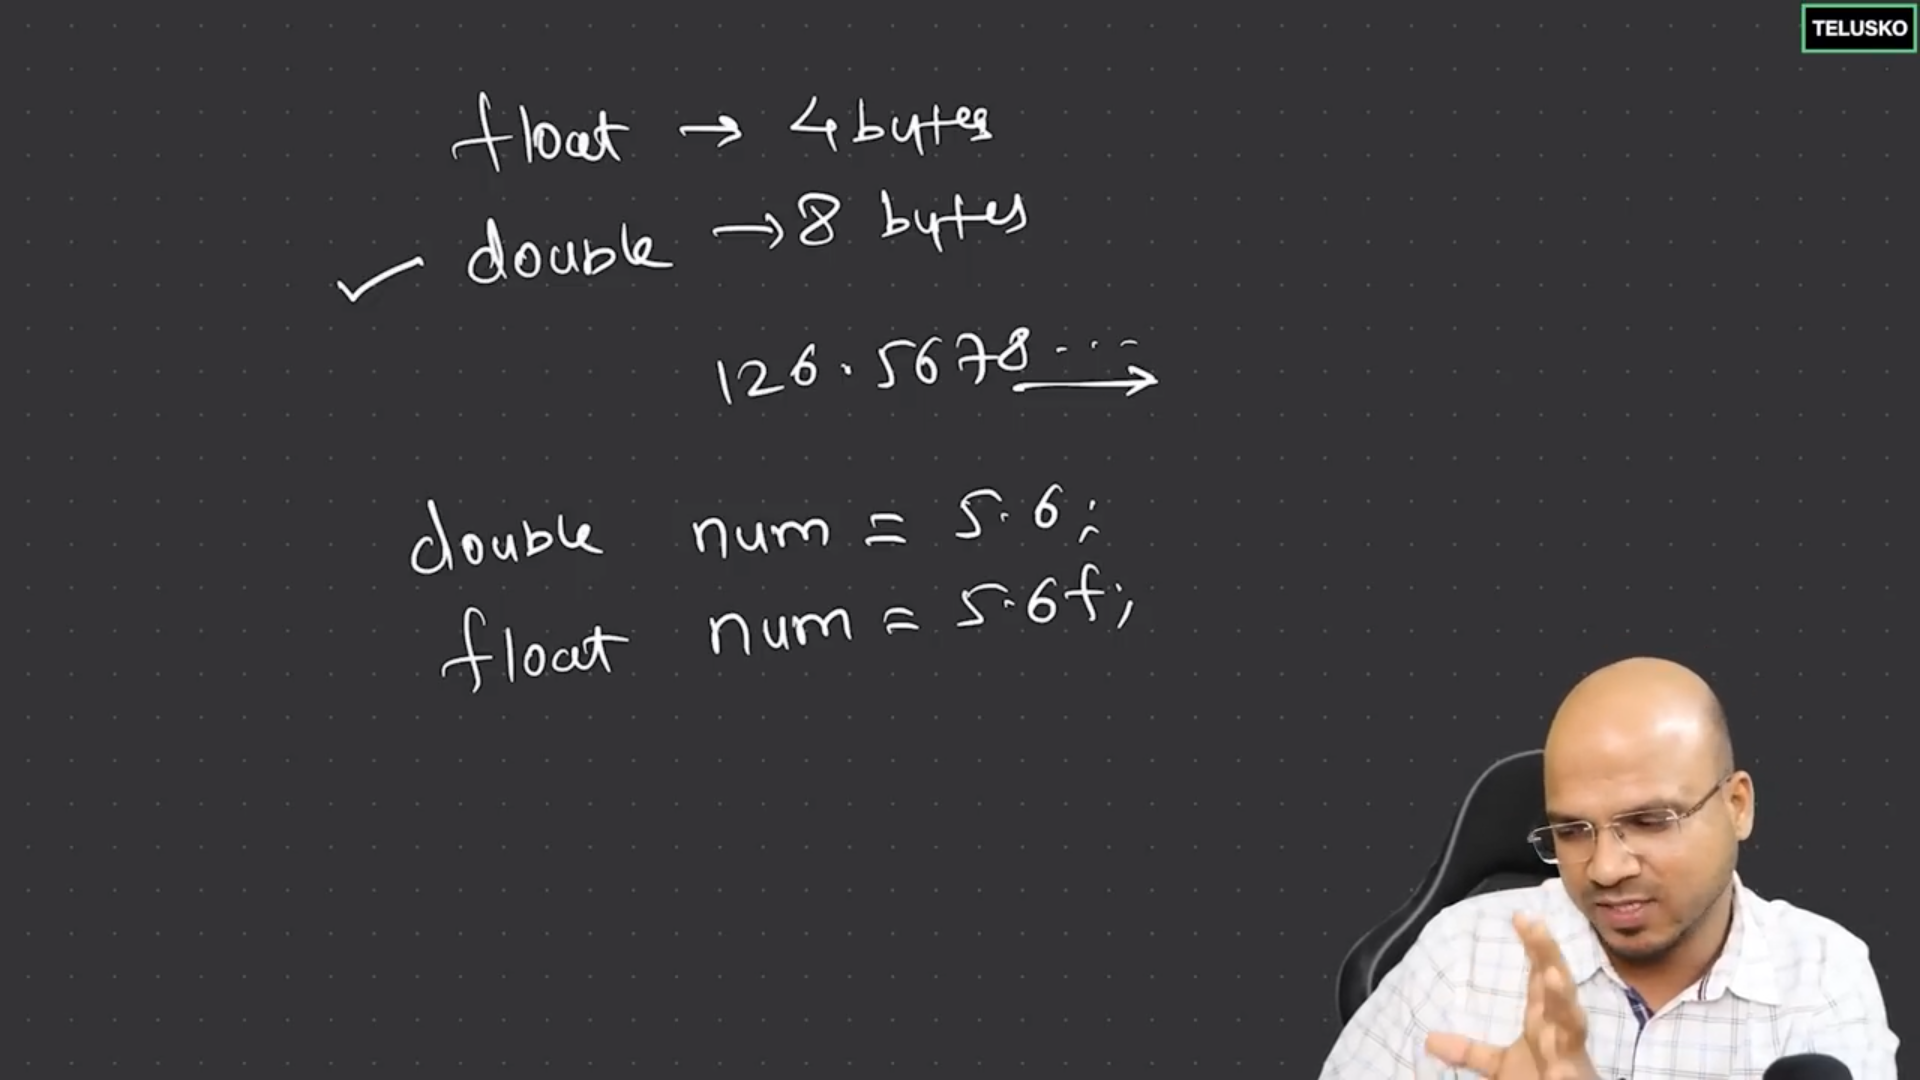 TELUSKO
float → 4 bytes
✓ double → 8 bytes
126.5678...
double num = 5.6;
float num = 5.6f;